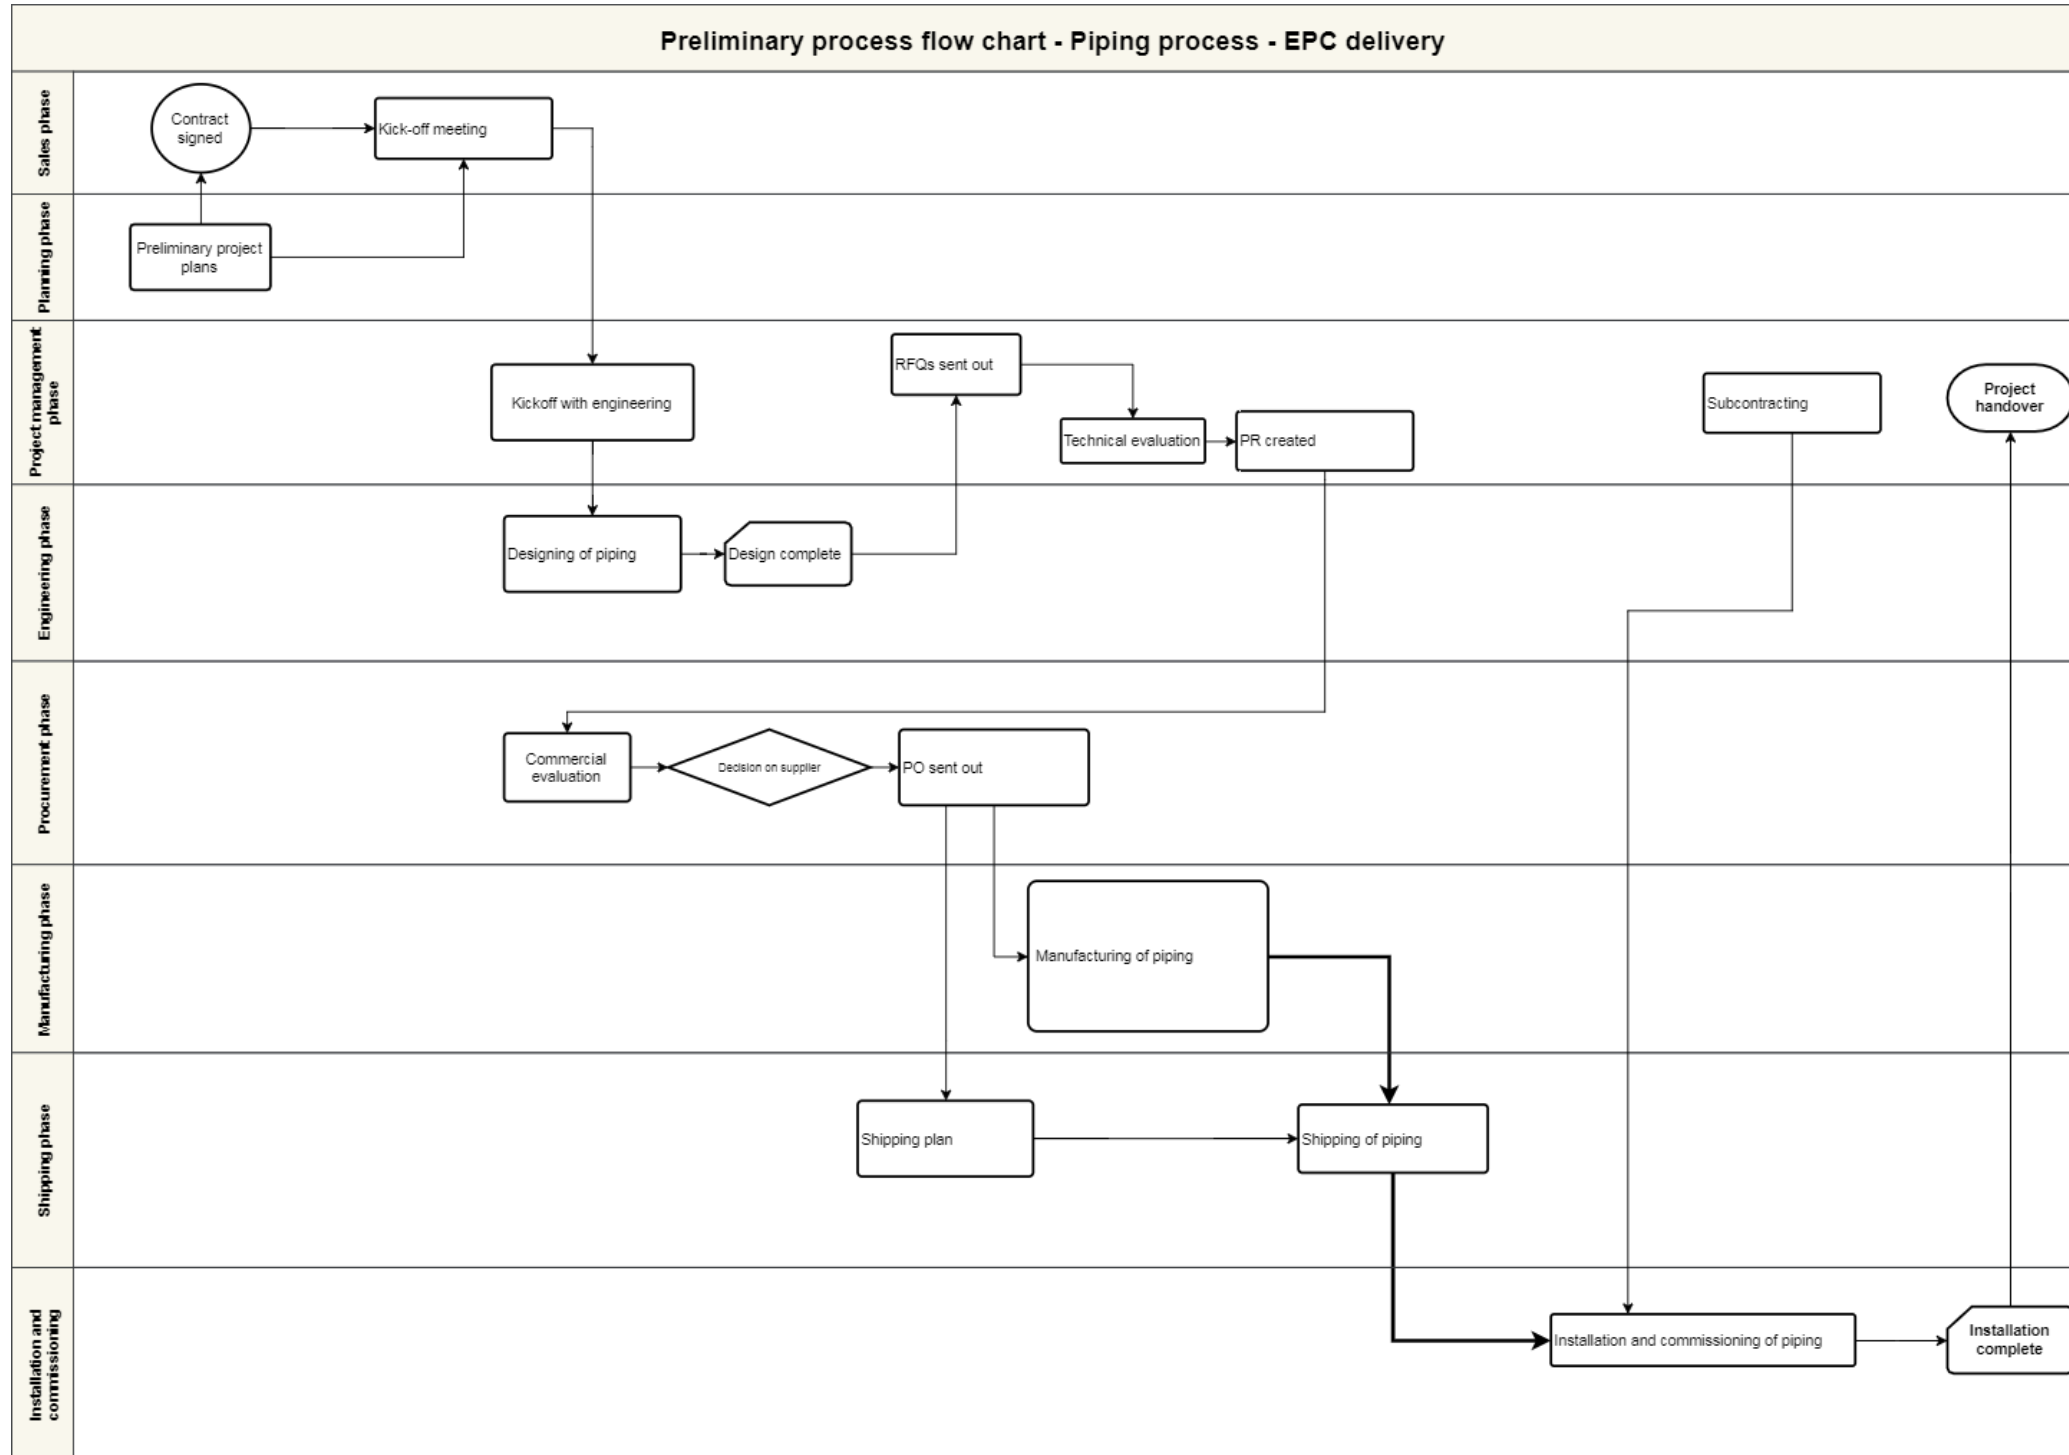 Preliminary process flow chart - Piping process - EPC delivery
Sales phase
Contract
signed
Kick-off meeting
Planning phase
Preliminary project
plans
Project management
phase
Kickoff with engineering
RFQs sent out
Technical evaluation
PR created
Subcontracting
Project
handover
Engineering phase
Designing of piping
Design complete
Procurement phase
Commercial
evaluation
Decision on supplier
PO sent out
Manufacturing phase
Manufacturing of piping
Shipping phase
Shipping plan
Shipping of piping
Installation and
commissioning
Installation and commissioning of piping
Installation
complete